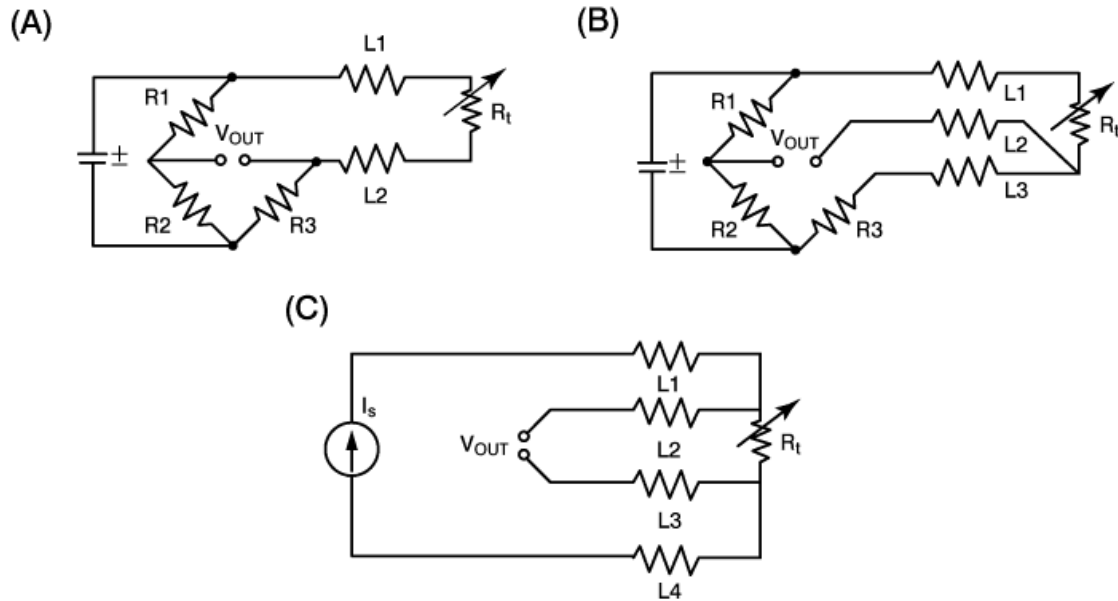 (A)
L1
R1
Rt
VOUT
±
L2
R2
R3
(B)
R1
L1
Rt
VOUT
L2
±
L3
R2
R3
(C)
L1
Is
Rt
VOUT
L2
L3
L4